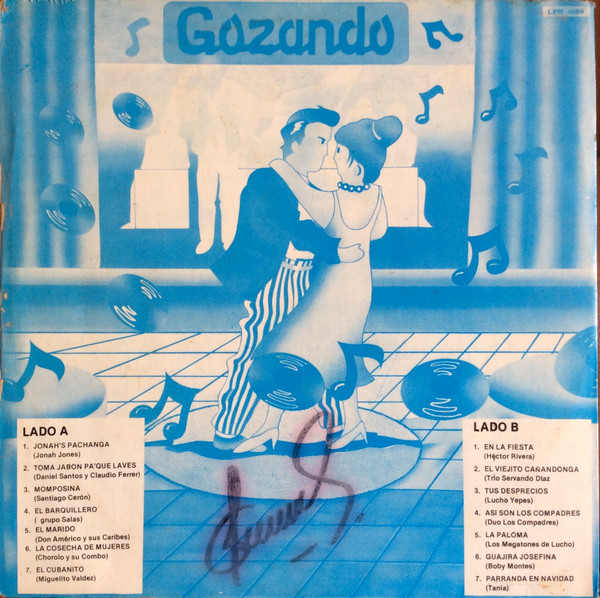 Gozando
LADO A
1. JONAH'S PACHANGA
(Jonah Jones)
2. TOMA JABON PA'QUE LAVES
(Daniel Santos y Claudio Ferrer)
3. MOMPOSINA
(Santiago Cerón)
4. EL BARQUILLERO
( grupo Salas)
5. EL MARIDO
(Don Américo y sus Caribes)
6. LA COSECHA DE MUJERES
(Chorolo y su Combo)
7. EL CUBANITO
(Miguelito Valdez)
LADO B
1. EN LA FIESTA
(Héctor Rivera)
2. EL VIEJITO CAÑANDONGA
(Trio Servando Diaz
3. TUS DESPRECIOS
(Lucho Yepes)
4. ASI SON LOS COMPADRES
(Duo Los Compadres)
5. LA PALOMA
(Los Megatones de Lucho)
6. GUAJIRA JOSEFINA
(Boby Montes)
7. PARRANDA EN NAVIDAD
(Tania)